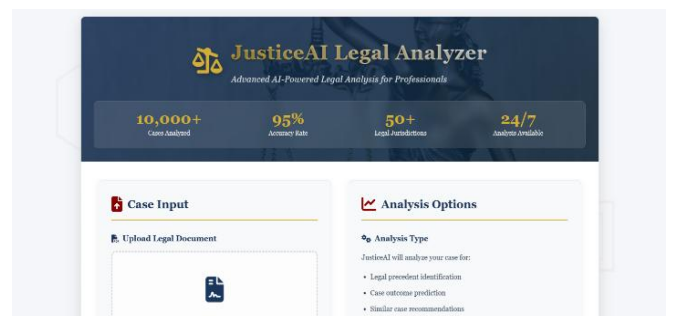 JusticeAI Legal Analyzer
Advanced AI-Powered Legal Analysis for Professionals
10,000+
Cases Analyzed
95%
Accuracy Rate
50+
Legal Jurisdictions
24/7
Analysis Available
Case Input
Upload Legal Document
Analysis Options
Analysis Type
JusticeAI will analyze your case for:
• Legal precedent identification
• Case outcome prediction
• Similar case recommendations